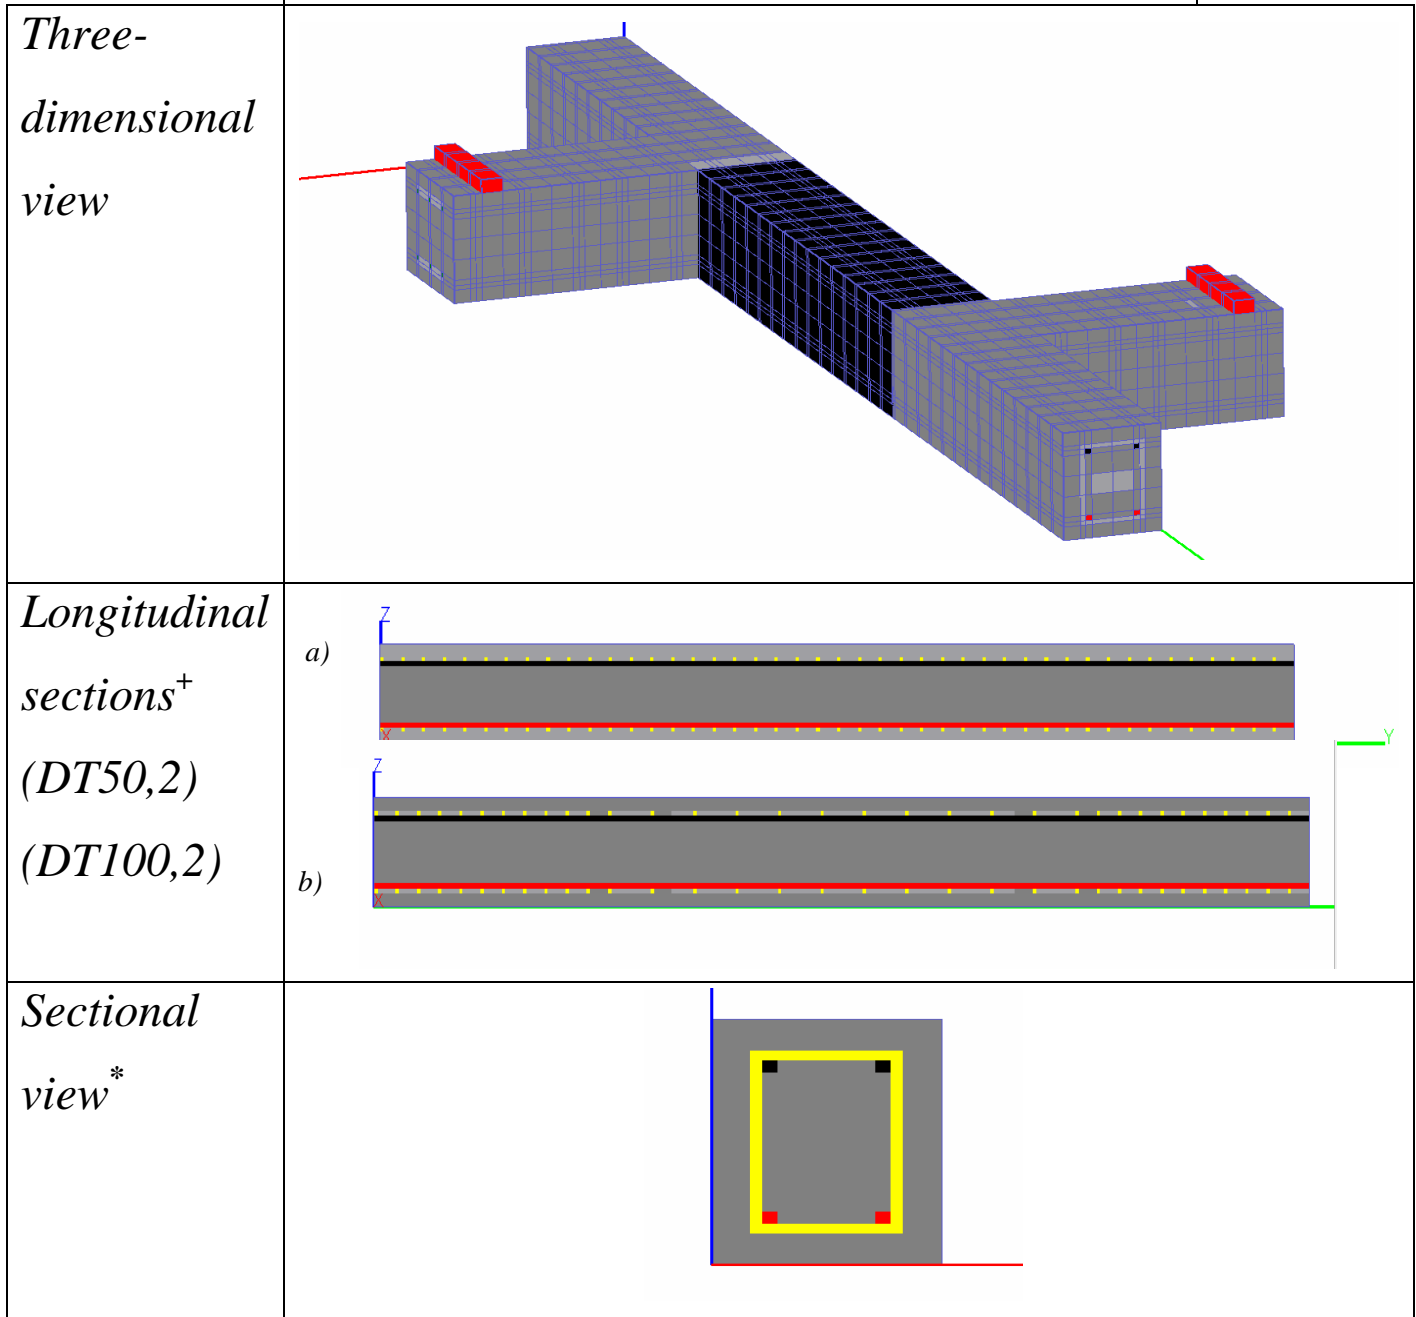 Three-
dimensional
view
Longitudinal
sections+
(DT50,2)
(DT100,2)
a)
Z
X
Y
Z
b)
X
Sectional
view*